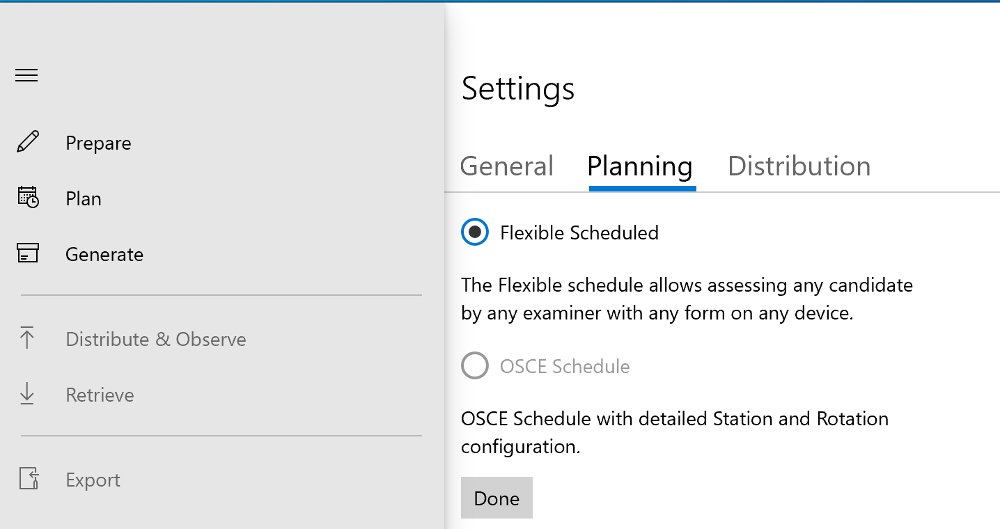 Prepare
Plan
Generate
Distribute & Observe
Retrieve
Export
Settings
General
Planning
Distribution
Flexible Scheduled
The Flexible schedule allows assessing any candidate
by any examiner with any form on any device.
OSCE Schedule
OSCE Schedule with detailed Station and Rotation
configuration.
Done